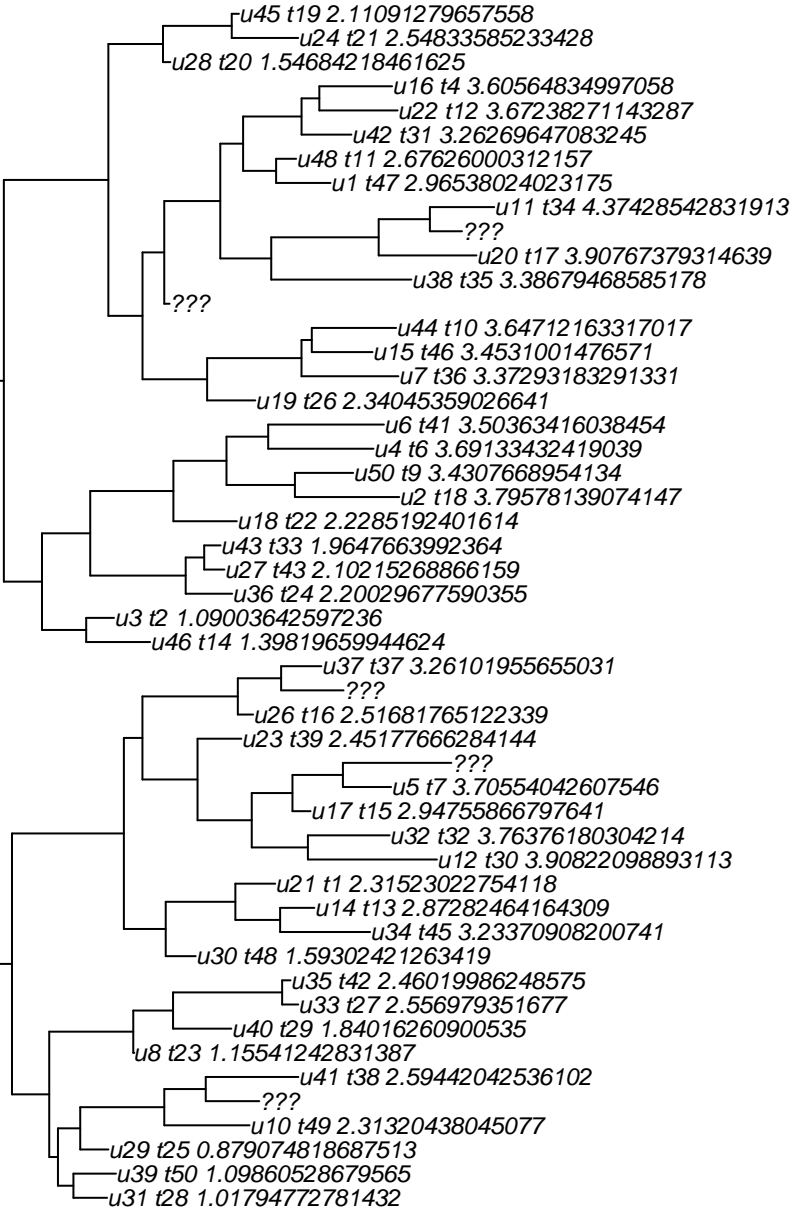 u45 t19 2.11091279657558
u24 t21 2.54833585233428
u28 t20 1.54684218461625
u16 t4 3.60564834997058
u22 t12 3.67238271143287
u42 t31 3.26269647083245
u48 t11 2.67626000312157
u1 t47 2.96538024023175
u11 t34 4.37428542831913
???
u20 t17 3.90767379314639
u38 t35 3.38679468585178
???
u44 t10 3.64712163317017
u15 t46 3.4531001476571
u7 t36 3.37293183291331
u19 t26 2.34045359026641
u6 t41 3.50363416038454
u4 t6 3.69133432419039
u50 t9 3.4307668954134
u2 t18 3.79578139074147
u18 t22 2.2285192401614
u43 t33 1.9647663992364
u27 t43 2.10215268866159
u36 t24 2.20029677590355
u3 t2 1.09003642597236
u46 t14 1.39819659944624
u37 t37 3.26101955655031
???
u26 t16 2.51681765122339
u23 t39 2.45177666284144
???
u5 t7 3.70554042607546
u17 t15 2.94755866797641
u32 t32 3.76376180304214
u12 t30 3.90822098893113
u21 t1 2.31523022754118
u14 t13 2.87282464164309
u34 t45 3.23370908200741
u30 t48 1.59302421263419
u35 t42 2.46019986248575
u33 t27 2.556979351677
u40 t29 1.84016260900535
u8 t23 1.15541242831387
u41 t38 2.59442042536102
???
u10 t49 2.31320438045077
u29 t25 0.879074818687513
u39 t50 1.09860528679565
u31 t28 1.01794772781432